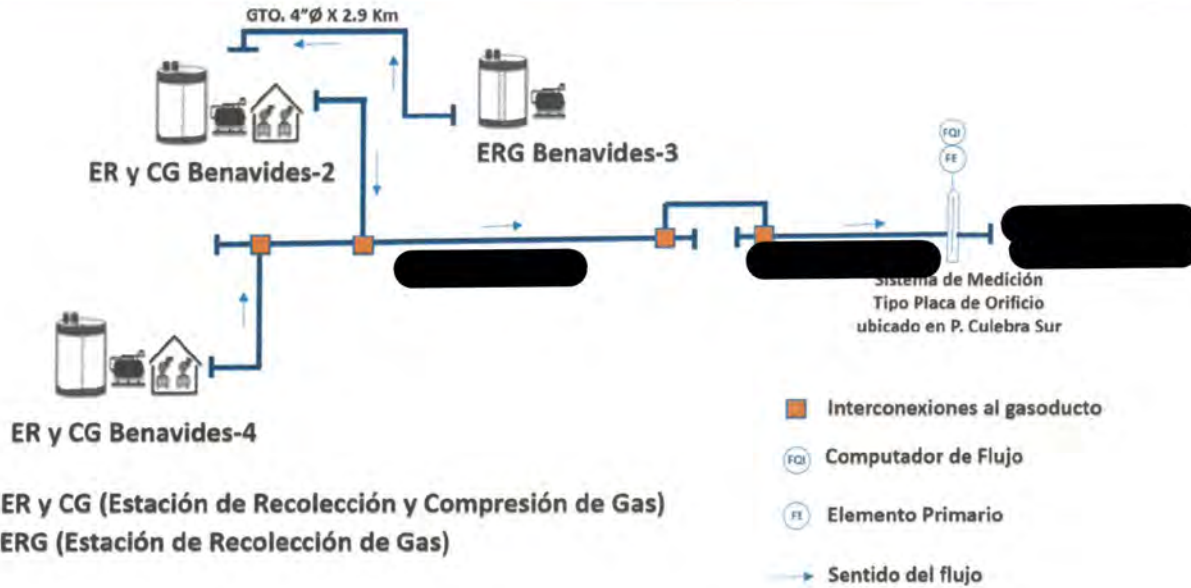 GTO. 4"Ø X 2.9 Km
ER y CG Benavides-2
ERG Benavides-3
FQI
FE
Sistema de Medición
Tipo Placa de Orificio
ubicado en P. Culebra Sur
ER y CG Benavides-4
Interconexiones al gasoducto
FQI Computador de Flujo
FE Elemento Primario
Sentido del flujo
ER y CG (Estación de Recolección y Compresión de Gas)
ERG (Estación de Recolección de Gas)